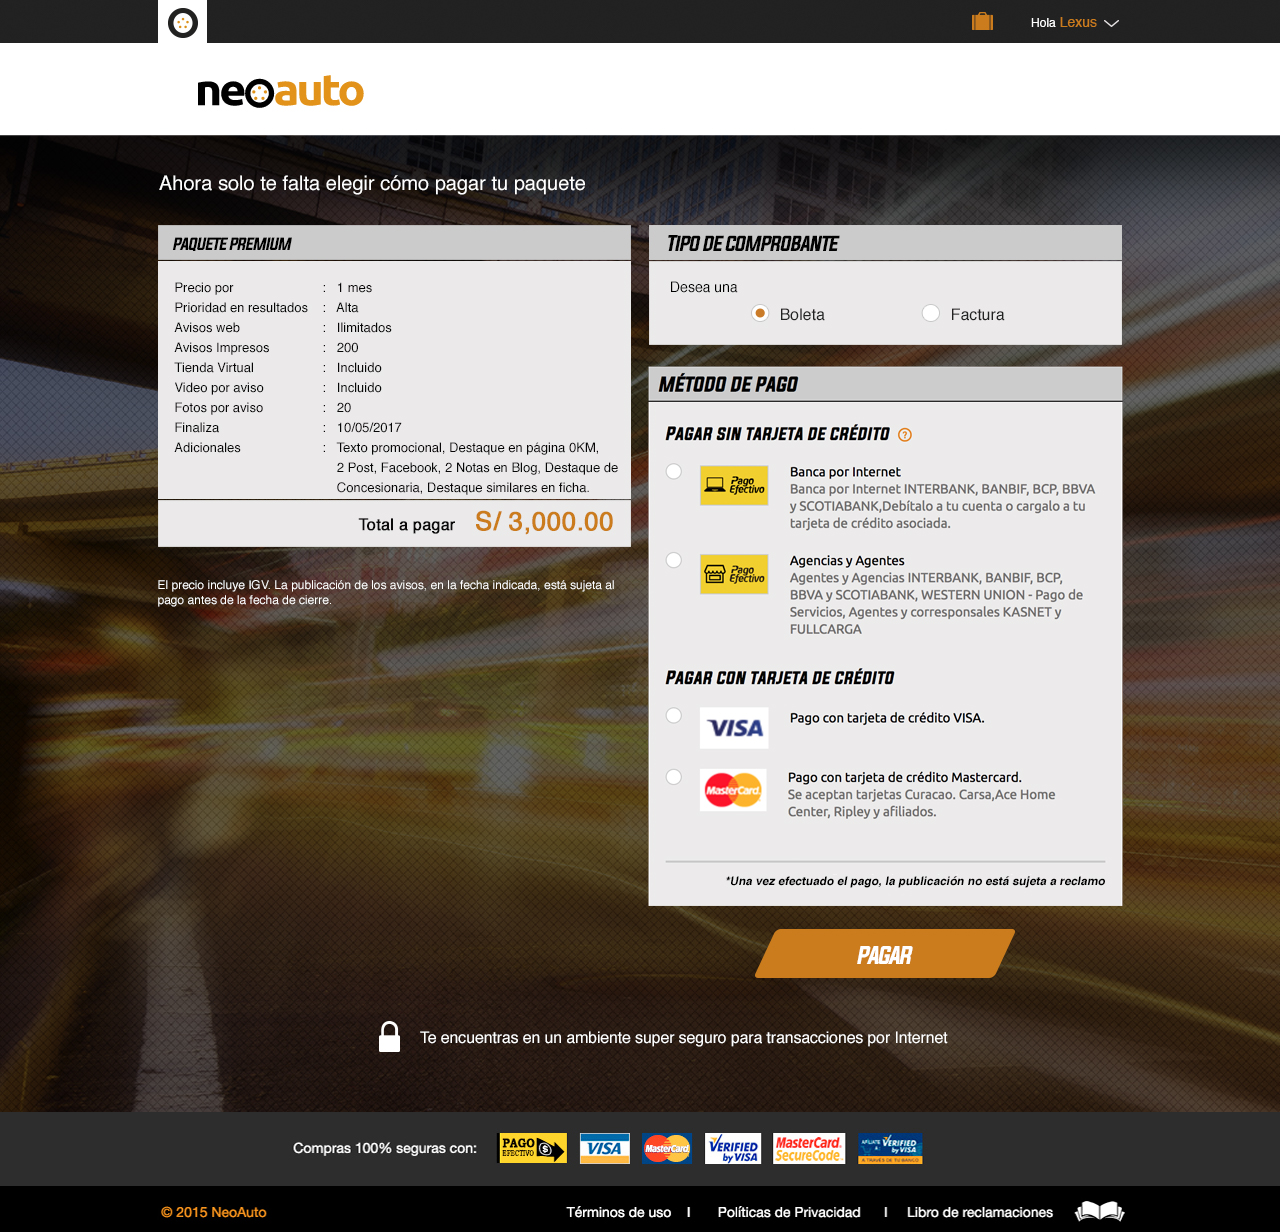 Hola Lexus
neoauto
Ahora solo te falta elegir cómo pagar tu paquete
PAQUETE PREMIUM
Precio por : 1 mes
Prioridad en resultados : Alta
Avisos web : Ilimitados
Avisos Impresos : 200
Tienda Virtual : Incluido
Video por aviso : Incluido
Fotos por aviso : 20
Finaliza : 10/05/2017
Adicionales : Texto promocional, Destaque en página 0KM,
2 Post, Facebook, 2 Notas en Blog, Destaque de
Concesionaria, Destaque similares en ficha.
Total a pagar S/ 3,000.00
El precio incluye IGV. La publicación de los avisos, en la fecha indicada, está sujeta al
pago antes de la fecha de cierre.
TIPO DE COMPROBANTE
Desea una
Boleta Factura
MÉTODO DE PAGO
PAGAR SIN TARJETA DE CRÉDITO ?
Pago
Efectivo
Banca por Internet
Banca por Internet INTERBANK, BANBIF, BCP, BBVA
y SCOTIABANK,Debítalo a tu cuenta o cargalo a tu
tarjeta de crédito asociada.
Pago
Efectivo
Agencias y Agentes
Agentes y Agencias INTERBANK, BANBIF, BCP,
BBVA y SCOTIABANK, WESTERN UNION - Pago de
Servicios, Agentes y corresponsales KASNET y
FULLCARGA
PAGAR CON TARJETA DE CRÉDITO
VISA
Pago con tarjeta de crédito VISA.
MasterCard
Pago con tarjeta de crédito Mastercard.
Se aceptan tarjetas Curacao. Carsa,Ace Home
Center, Ripley y afiliados.
*Una vez efectuado el pago, la publicación no está sujeta a reclamo
PAGAR
Te encuentras en un ambiente super seguro para transacciones por Internet
Compras 100% seguras con:
PAGO
EFECTIVO
VISA
MasterCard
VERIFIED
by VISA
MasterCard.
SecureCode.
AFILIATE A VERIFIED
by VISA
A TRAVES DE TU BANCO
© 2015 NeoAuto
Términos de uso I Políticas de Privacidad I Libro de reclamaciones